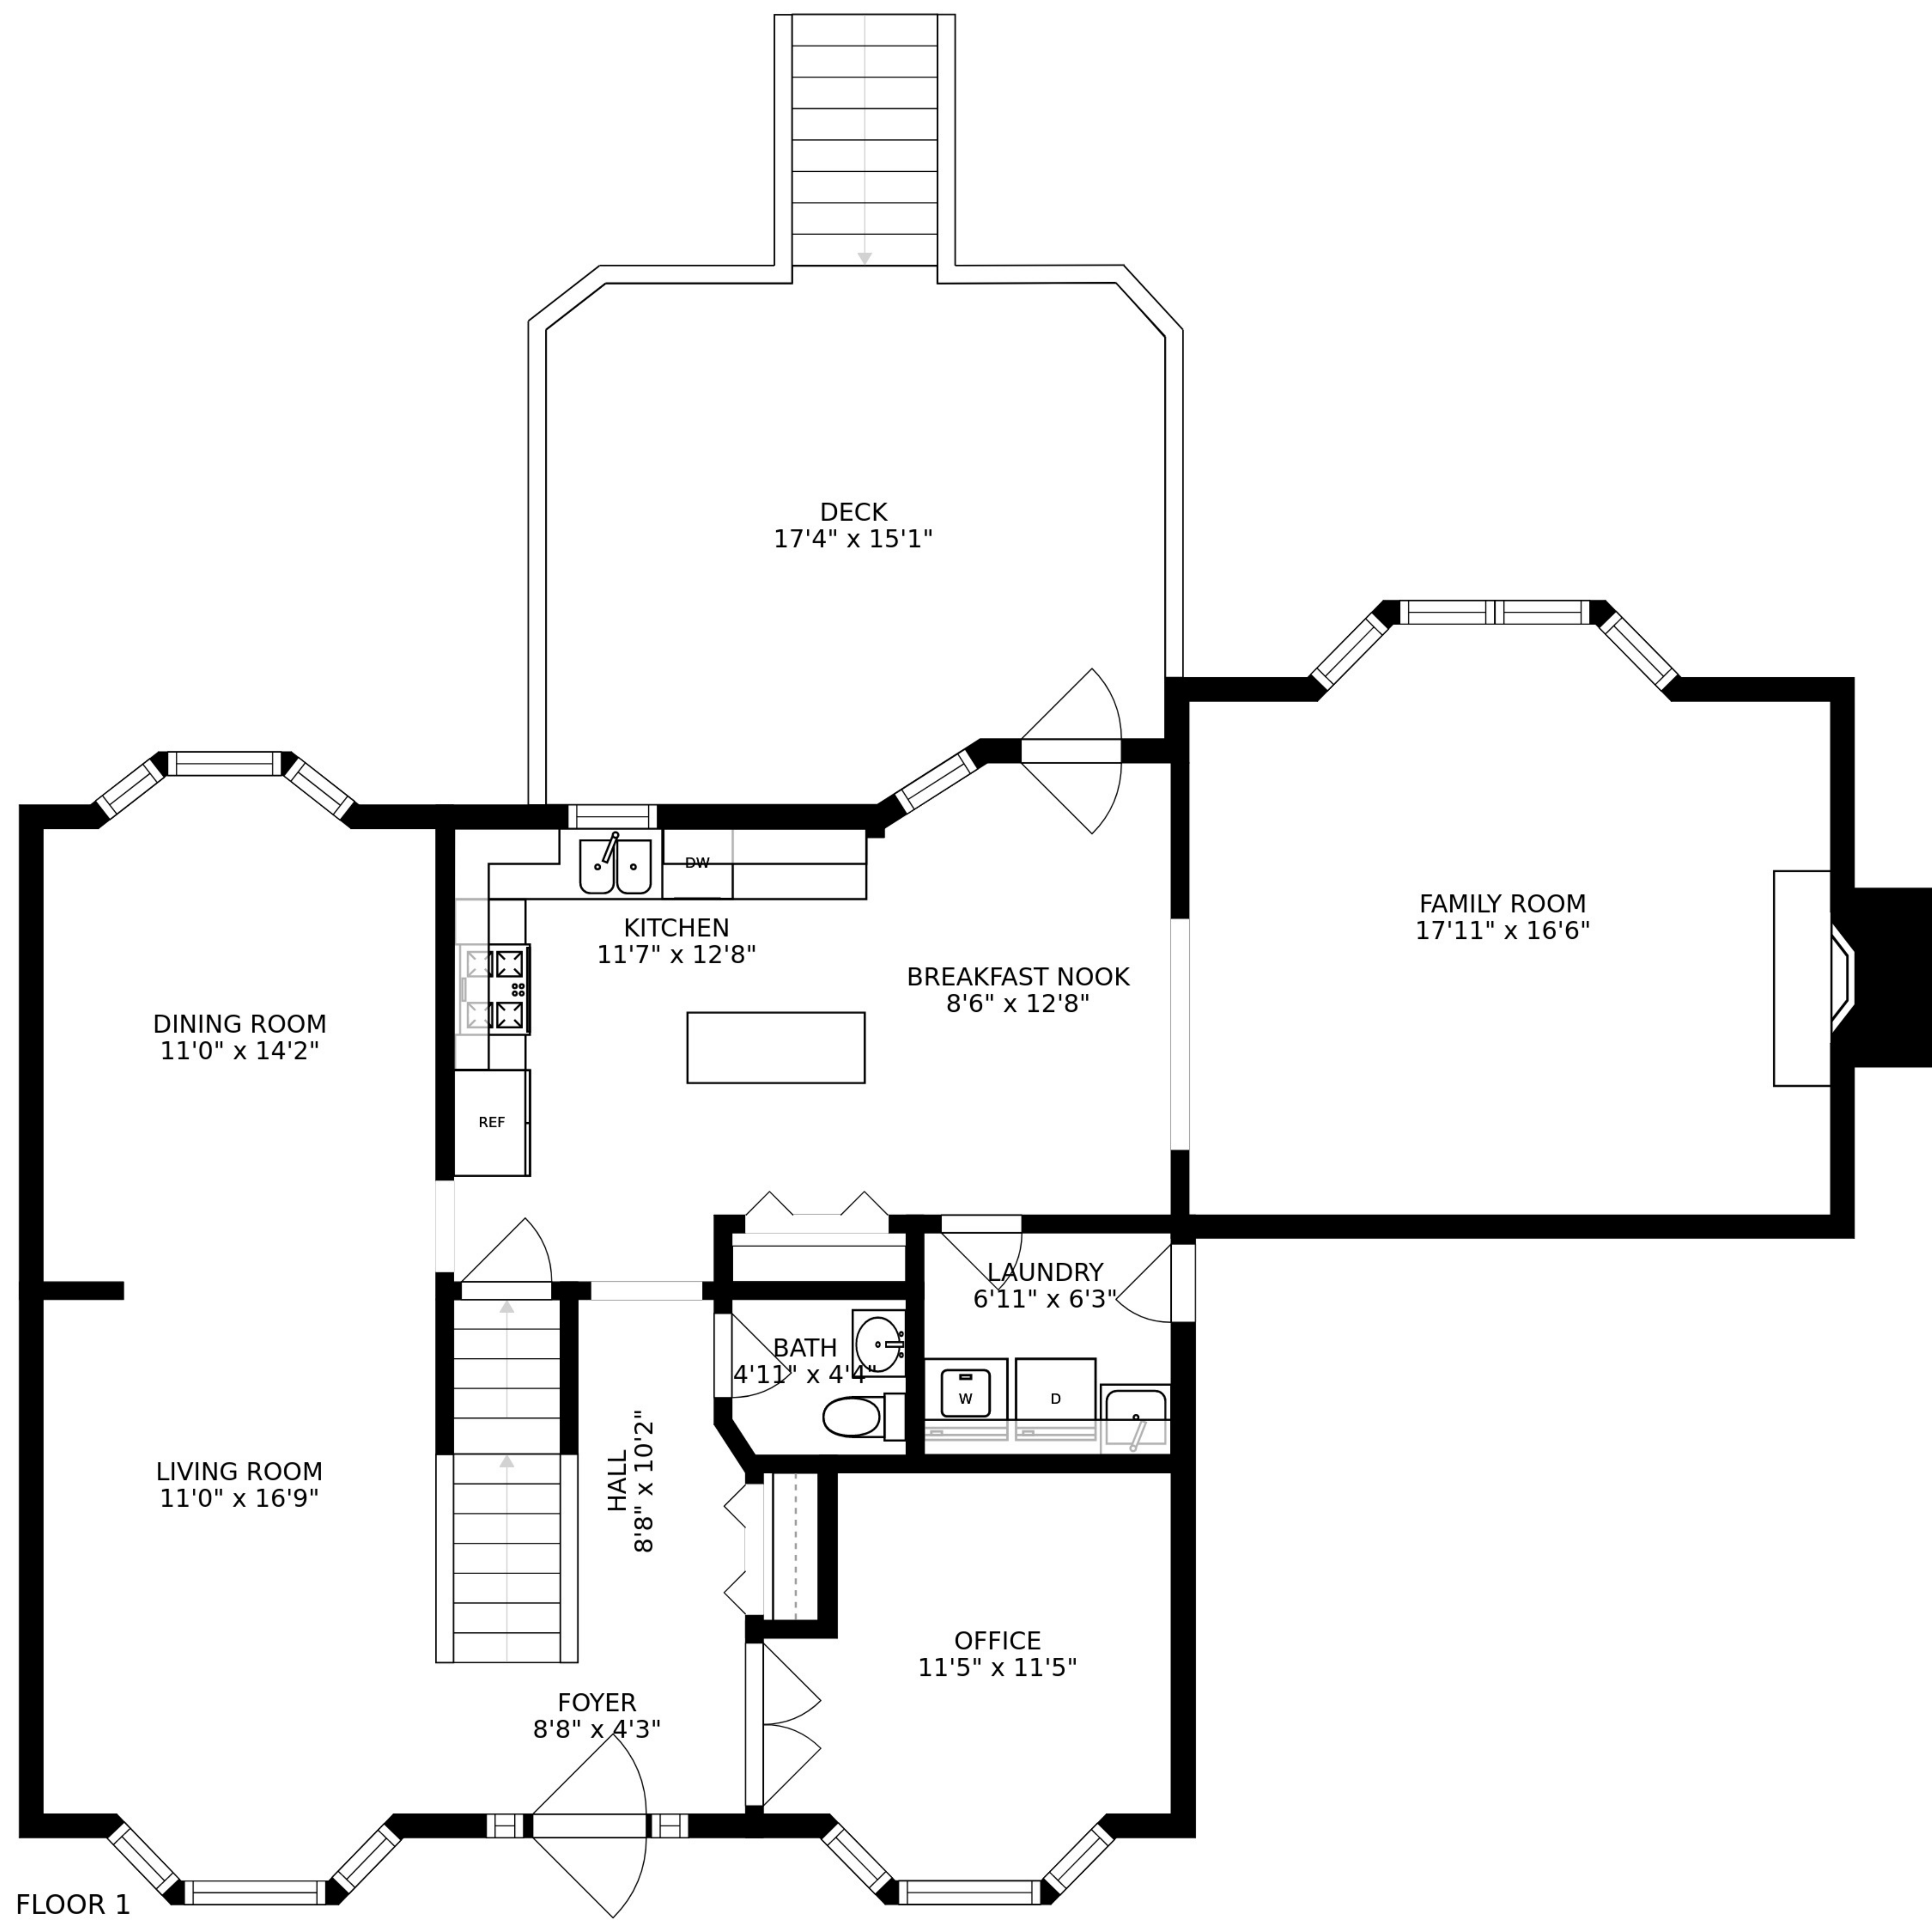 DECK
17'4" x 15'1"
DW
KITCHEN
11'7" x 12'8"
FAMILY ROOM
17'11" x 16'6"
BREAKFAST NOOK
8'6" x 12'8"
DINING ROOM
11'0" x 14'2"
REF
LAUNDRY
6'11" x 6'3"
BATH
4'11" x 4'4"
W
D
LIVING ROOM
11'0" x 16'9"
HALL
8'8" x 10'2"
OFFICE
11'5" x 11'5"
FOYER
8'8" x 4'3"
FLOOR 1